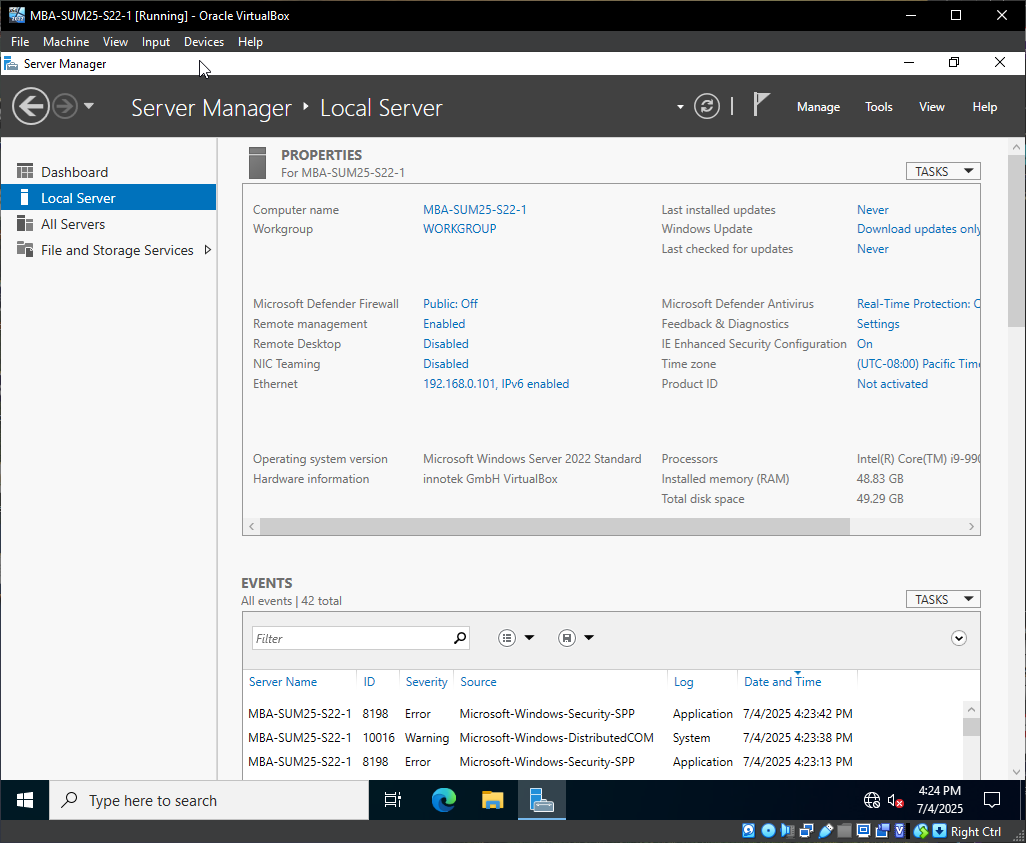 MBA-SUM25-S22-1 [Running] - Oracle VirtualBox
File Machine View Input Devices Help
Server Manager
Server Manager Local Server
Manage Tools View Help
Dashboard
Local Server
All Servers
File and Storage Services
PROPERTIES
For MBA-SUM25-S22-1
TASKS
Computer name MBA-SUM25-S22-1 Last installed updates Never
Workgroup WORKGROUP Windows Update Download updates only
Last checked for updates Never
Microsoft Defender Firewall Public: Off Microsoft Defender Antivirus Real-Time Protection:
Remote management Enabled Feedback & Diagnostics Settings
Remote Desktop Disabled IE Enhanced Security Configuration On
NIC Teaming Disabled Time zone (UTC-08:00) Pacific
Ethernet 192.168.0.101, IPv6 enabled Product ID Not activated
Operating system version Microsoft Windows Server 2022 Standard Processors Intel(R) Core(TM)
Hardware information innotek GmbH VirtualBox Installed memory (RAM) 48.83 GB
Total disk space 49.29 GB
EVENTS
All events | 42 total
TASKS
Filter
Server Name ID Severity Source Log Date and Time
MBA-SUM25-S22-1 8198 Error Microsoft-Windows-Security-SPP Application 7/4/2025 4:23:42 PM
MBA-SUM25-S22-1 10016 Warning Microsoft-Windows-DistributedCOM System 7/4/2025 4:23:38 PM
MBA-SUM25-S22-1 8198 Error Microsoft-Windows-Security-SPP Application 7/4/2025 4:23:13 PM
Type here to search
4:24 PM
7/4/2025
Right Ctrl